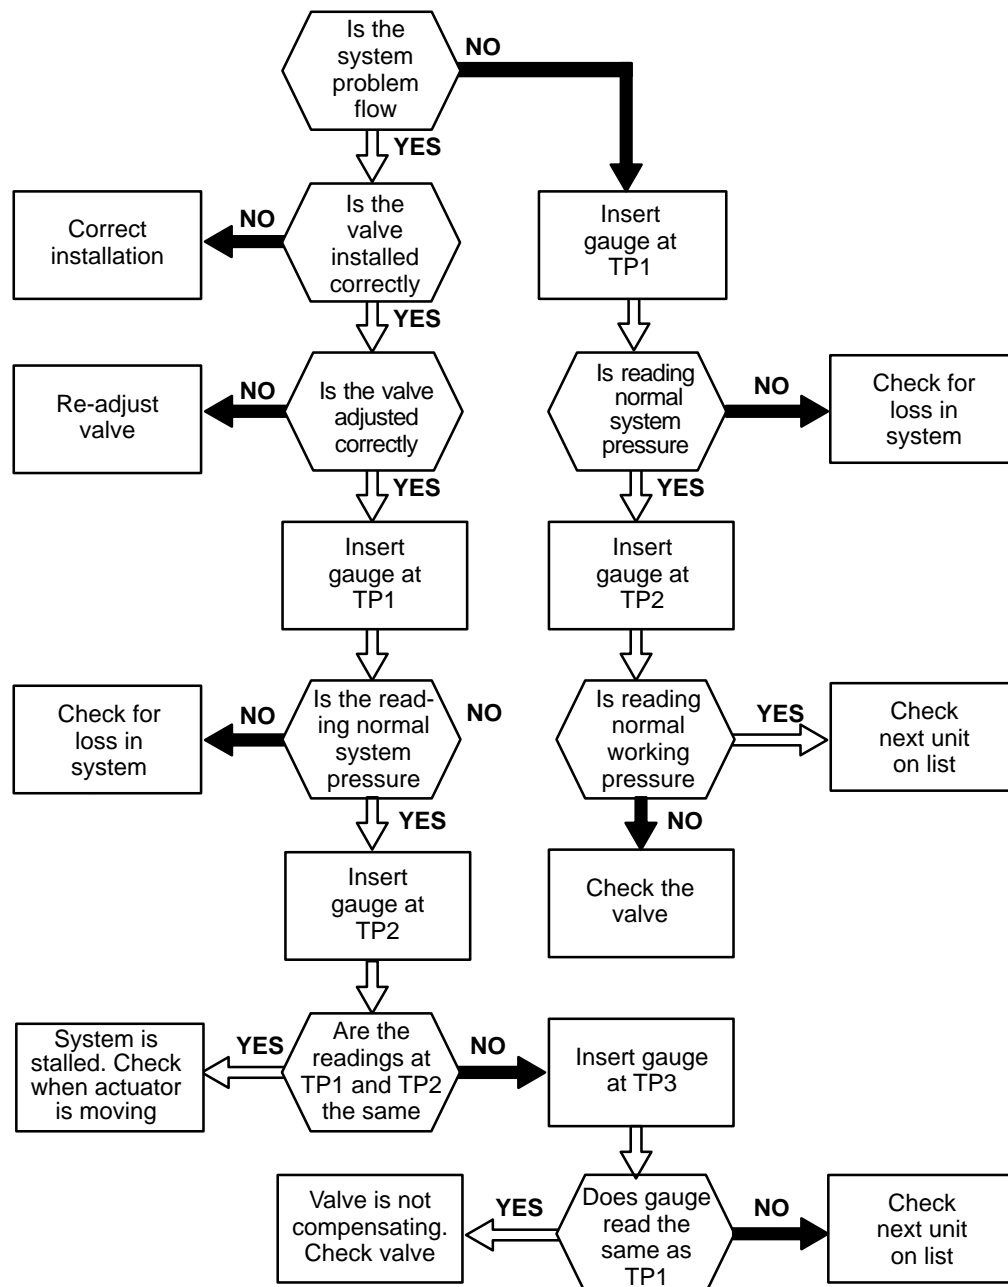 Is the
system
problem
flow
NO
YES
Correct
installation
NO
Is the
valve
installed
correctly
Insert
gauge at
TP1
YES
Re-adjust
valve
NO
Is the valve
adjusted
correctly
Is reading
normal
system
pressure
NO
Check for
loss in
system
YES
YES
Insert
gauge at
TP1
Insert
gauge at
TP2
Check for
loss in
system
NO
Is the read-
ing normal
system
pressure
NO
Is reading
normal
working
pressure
YES
Check
next unit
on list
YES
NO
Insert
gauge at
TP2
Check the
valve
System is
stalled. Check
when actuator
is moving
YES
Are the
readings at
TP1 and TP2
the same
NO
Insert gauge
at TP3
Valve is not
compensating.
Check valve
YES
Does gauge
read the
same as
TP1
NO
Check
next unit
on list